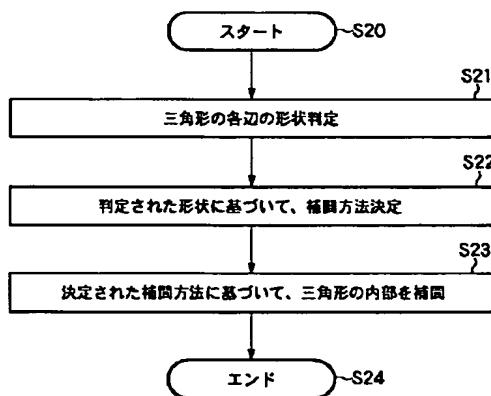 スタート
S20
S21
三角形の各辺の形状判定
S22
判定された形状に基づいて、補間方法決定
S23
決定された補間方法に基づいて、三角形の内部を補間
エンド
S24